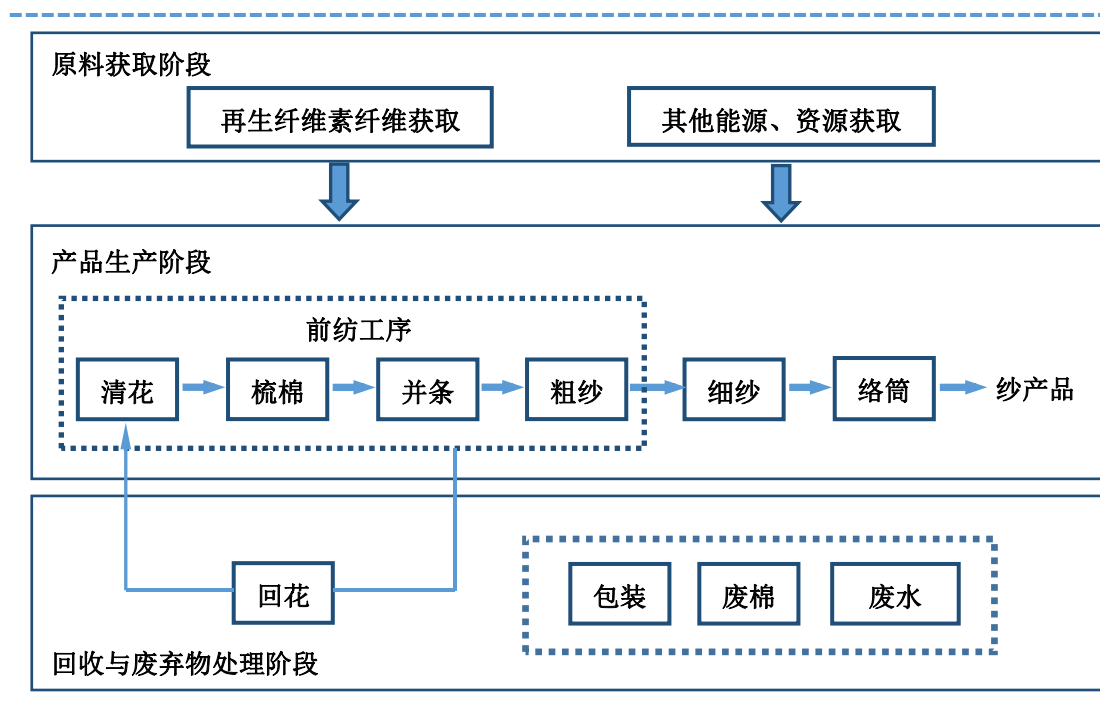 原料获取阶段
再生纤维素纤维获取
其他能源、资源获取
产品生产阶段
前纺工序
清花
梳棉
并条
粗纱
细纱
络筒
纱产品
回花
包装
废棉
废水
回收与废弃物处理阶段